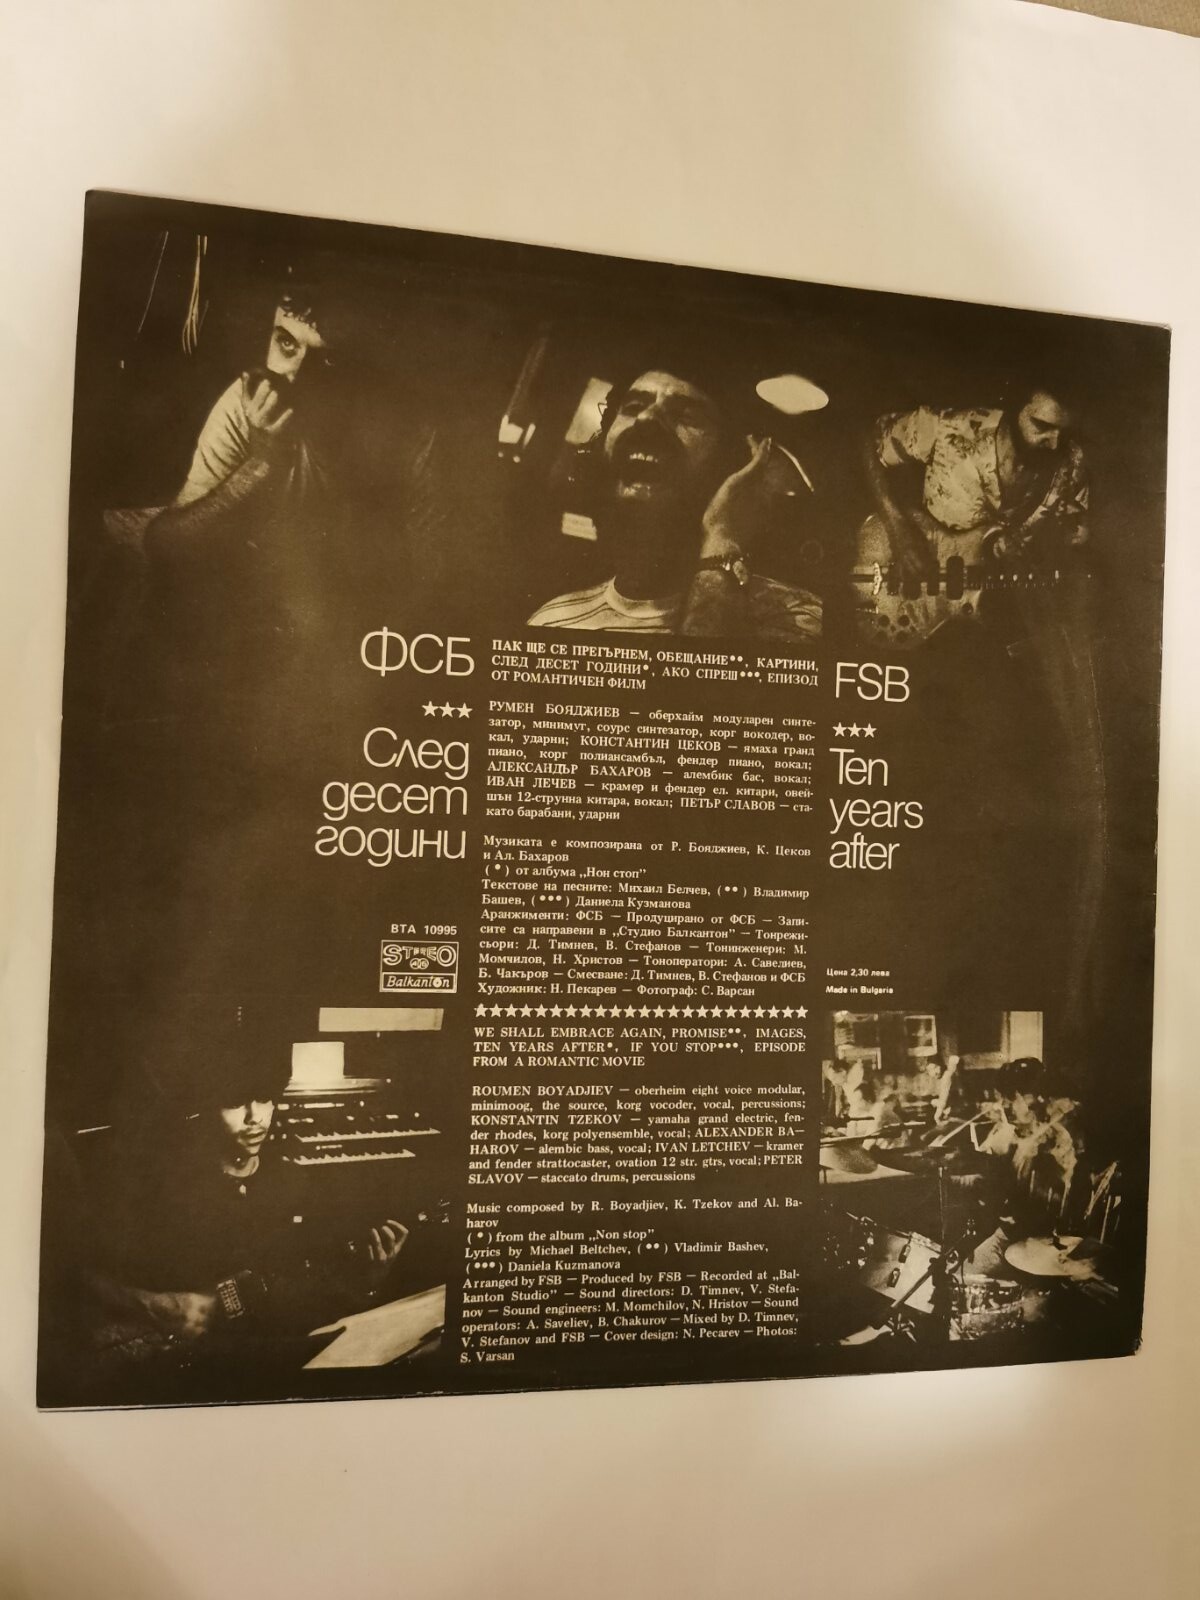 ФСБ
★★★
След
десет
години
ПАК ЩЕ СЕ ПРЕГЪРНЕМ, ОБЕЩАНИЕ••, КАРТИНИ,
СЛЕД ДЕСЕТ ГОДИНИ•, АКО СПРЕШ•••, ЕПИЗОД
ОТ РОМАНТИЧЕН ФИЛМ
РУМЕН БОЯДЖИЕВ — оберхайм модуларен синте-
затор, минимуг, соурс синтезатор, корг вокодер, во-
кал, ударни; КОНСТАНТИН ЦЕКОВ — ямаха гранд
пиано, корг полиансамбъл, фендер пиано, вокал;
АЛЕКСАНДЪР БАХАРОВ — алембик бас, вокал;
ИВАН ЛЕЧЕВ — крамер и фендер ел. китари, овей-
шън 12-струнна китара, вокал; ПЕТЪР СЛАВОВ — ста-
като барабани, ударни
Музиката е композирана от Р. Бояджиев, К. Цеков
и Ал. Бахаров
( • ) от албума „Нон стоп”
Текстове на песните: Михаил Белчев, ( •• ) Владимир
Башев, ( ••• ) Даниела Кузманова
Аранжименти: ФСБ — Продуцирано от ФСБ — Запи-
сите са направени в „Студио Балкантон” — Тонрежи-
сьори: Д. Тимнев, В. Стефанов — Тонинженери: М.
Момчилов, Н. Христов — Тоноператори: А. Савелиев,
Б. Чакъров — Смесване: Д. Тимнев, В. Стефанов и ФСБ
Художник: Н. Пекарев — Фотограф: С. Варсан
FSB
★★★
Ten
years
after
ВТА 10995
STEREO
Balkanton
Цена 2,30 лева
Made in Bulgaria
★★★★★★★★★★★★★★★★★★★★★★★★
WE SHALL EMBRACE AGAIN, PROMISE••, IMAGES,
TEN YEARS AFTER•, IF YOU STOP•••, EPISODE
FROM A ROMANTIC MOVIE
ROUMEN BOYADJIEV — oberheim eight voice modular,
minimoog, the source, korg vocoder, vocal, percussions;
KONSTANTIN TZEKOV — yamaha grand electric, fen-
der rhodes, korg polyensemble, vocal; ALEXANDER BA—
HAROV — alembic bass, vocal; IVAN LETCHEV — kramer
and fender strattocaster, ovation 12 str. gtrs, vocal; PETER
SLAVOV — staccato drums, percussions
Music composed by R. Boyadjiev, K. Tzekov and Al. Ba-
harov
( • ) from the album „Non stop”
Lyrics by Michael Beltchev, ( •• ) Vladimir Bashev,
( ••• ) Daniela Kuzmanova
Arranged by FSB — Produced by FSB — Recorded at „Bal-
kanton Studio” — Sound directors: D. Timnev, V. Stefa-
nov — Sound engineers: M. Momchilov, N. Hristov — Sound
operators: A. Saveliev, B. Chakurov — Mixed by D. Timnev,
V. Stefanov and FSB — Cover design: N. Pecarev — Photos:
S. Varsan